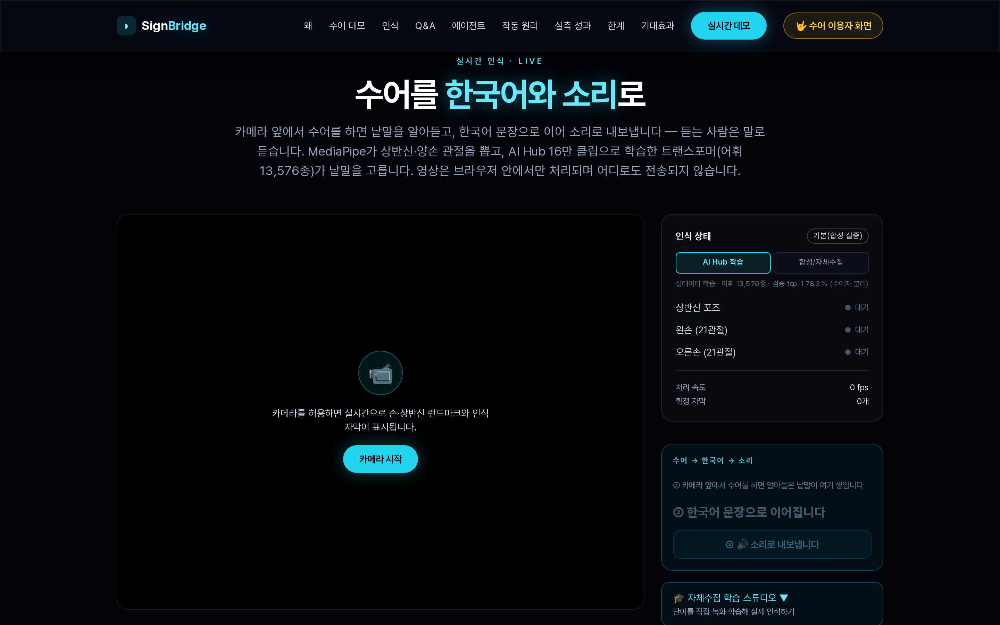 SignBridge
왜
수어 데모
인식
Q&A
에이전트
작동 원리
실측 성과
한계
기대효과
실시간 데모
🤟 수어 이용자 화면
실시간 인식 · LIVE
수어를 한국어와 소리로
카메라 앞에서 수어를 하면 낱말을 알아듣고, 한국어 문장으로 이어 소리로 내보냅니다 — 듣는 사람은 말로
듣습니다. MediaPipe가 상반신·양손 관절을 뽑고, AI Hub 16만 클립으로 학습한 트랜스포머(어휘
13,576종)가 낱말을 고릅니다. 영상은 브라우저 안에서만 처리되며 어디로도 전송되지 않습니다.
카메라를 허용하면 실시간으로 손·상반신 랜드마크와 인식
자막이 표시됩니다.
카메라 시작
인식 상태
기본(합성 실증)
AI Hub 학습
합성/자체수집
실데이터 학습 · 어휘 13,576종 · 검증 top-1 78.2% (수어자 분리)
상반신 포즈
대기
왼손 (21관절)
대기
오른손 (21관절)
대기
처리 속도
0 fps
확정 자막
0개
수어 → 한국어 → 소리
① 카메라 앞에서 수어를 하면 알아들은 낱말이 여기 쌓입니다
② 한국어 문장으로 이어집니다
③ 🔊 소리로 내보냅니다
🎓 자체수집 학습 스튜디오 ▼
단어를 직접 녹화·학습해 실제 인식하기